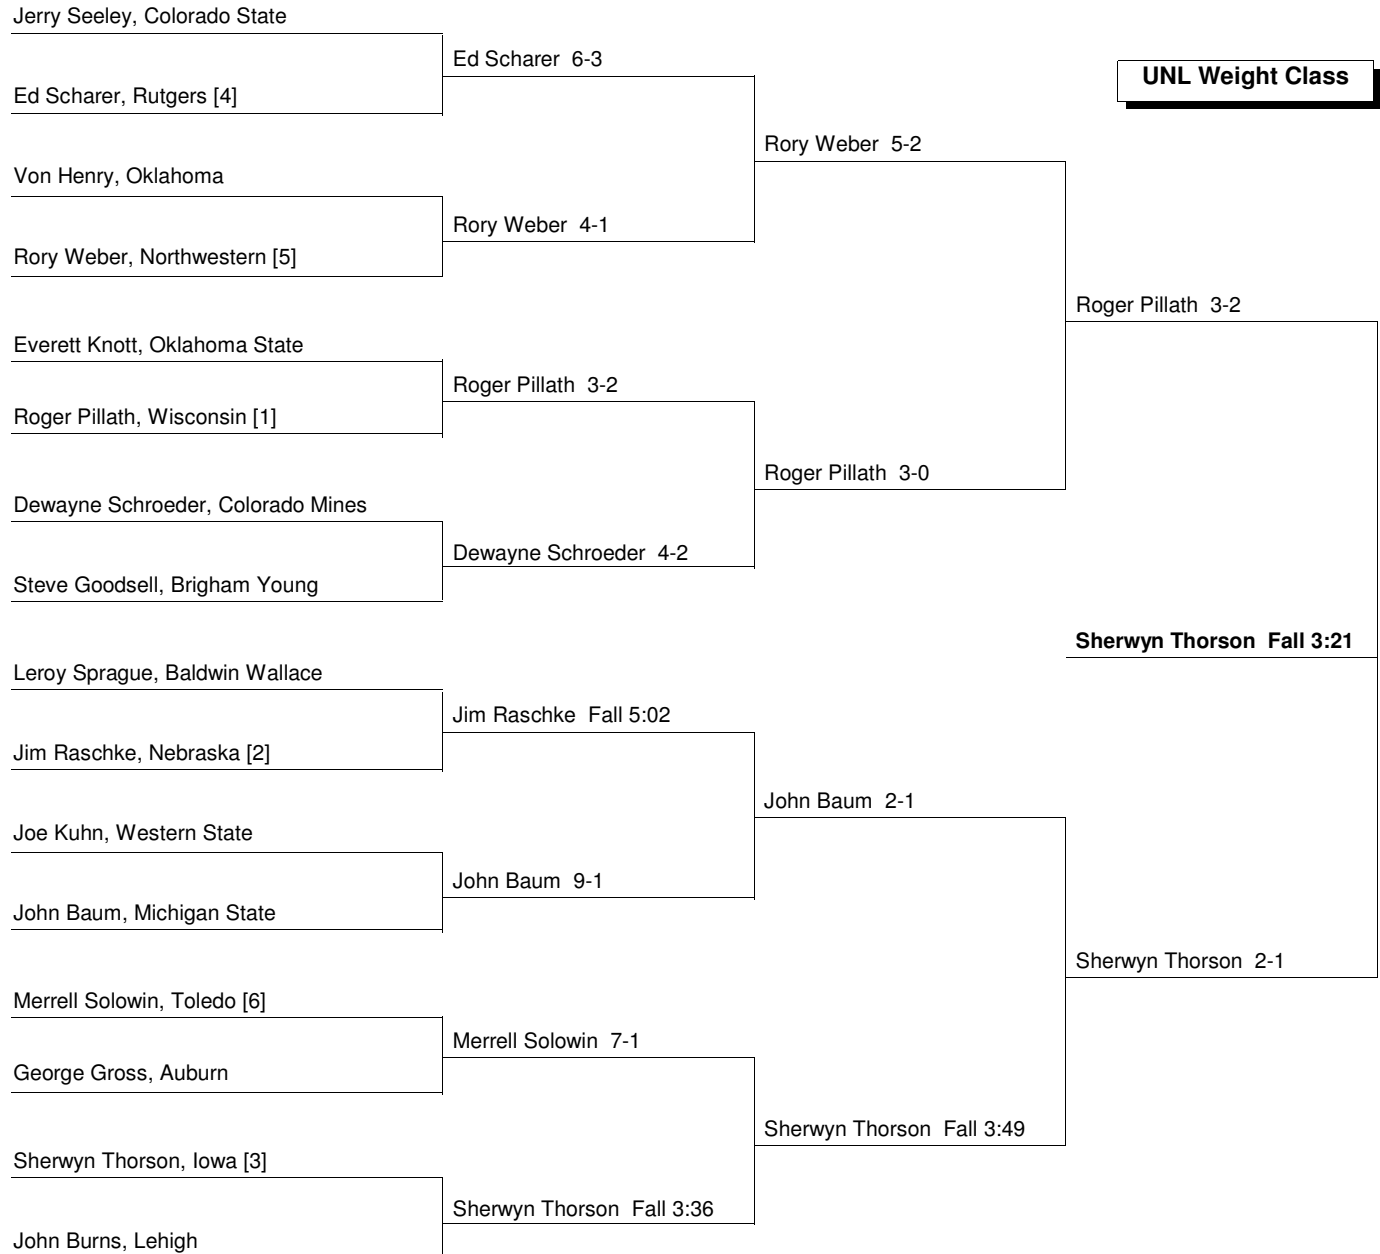 Jerry Seeley, Colorado State
Ed Scharer  6-3
UNL Weight Class
Ed Scharer, Rutgers [4]
Rory Weber  5-2
Von Henry, Oklahoma
Rory Weber  4-1
Rory Weber, Northwestern [5]
Roger Pillath  3-2
Everett Knott, Oklahoma State
Roger Pillath  3-2
Roger Pillath, Wisconsin [1]
Roger Pillath  3-0
Dewayne Schroeder, Colorado Mines
Dewayne Schroeder  4-2
Steve Goodsell, Brigham Young
Sherwyn Thorson  Fall 3:21
Leroy Sprague, Baldwin Wallace
Jim Raschke  Fall 5:02
Jim Raschke, Nebraska [2]
John Baum  2-1
Joe Kuhn, Western State
John Baum  9-1
John Baum, Michigan State
Sherwyn Thorson  2-1
Merrell Solowin, Toledo [6]
Merrell Solowin  7-1
George Gross, Auburn
Sherwyn Thorson  Fall 3:49
Sherwyn Thorson, Iowa [3]
Sherwyn Thorson  Fall 3:36
John Burns, Lehigh